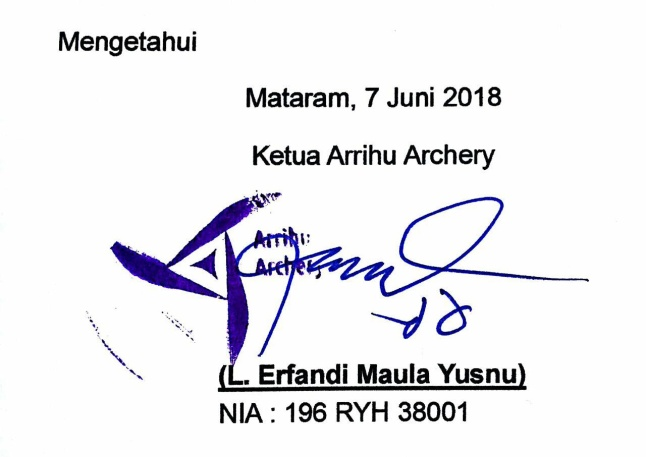 Mengetahui
Mataram, 7 Juni 2018
Ketua Arrihu Archery
Arrihu
Archery
(L. Erfandi Maula Yusnu)
NIA : 196 RYH 38001